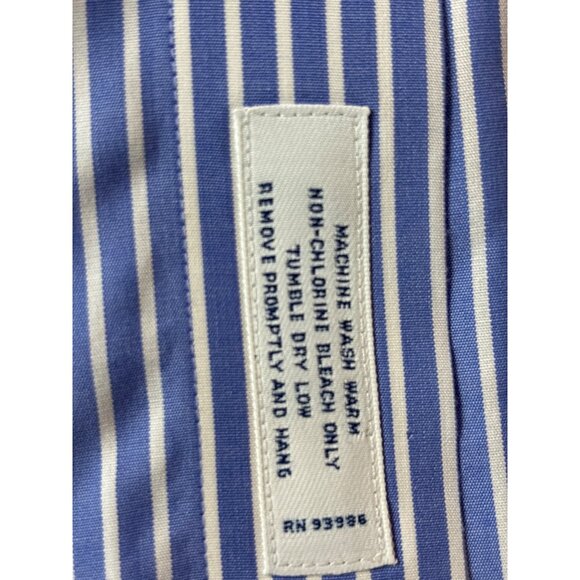 MACHINE WASH WARM
NON-CHLORINE BLEACH ONLY
TUMBLE DRY LOW
REMOVE PROMPTLY AND HANG
RN 93986